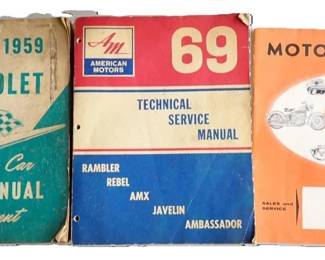 1959
OLET
Car
NUAL
ent
AM
AMERICAN
MOTORS
69
TECHNICAL
SERVICE
MANUAL
RAMBLER
REBEL
AMX
JAVELIN
AMBASSADOR
MOTO
SALES and
SERVICE